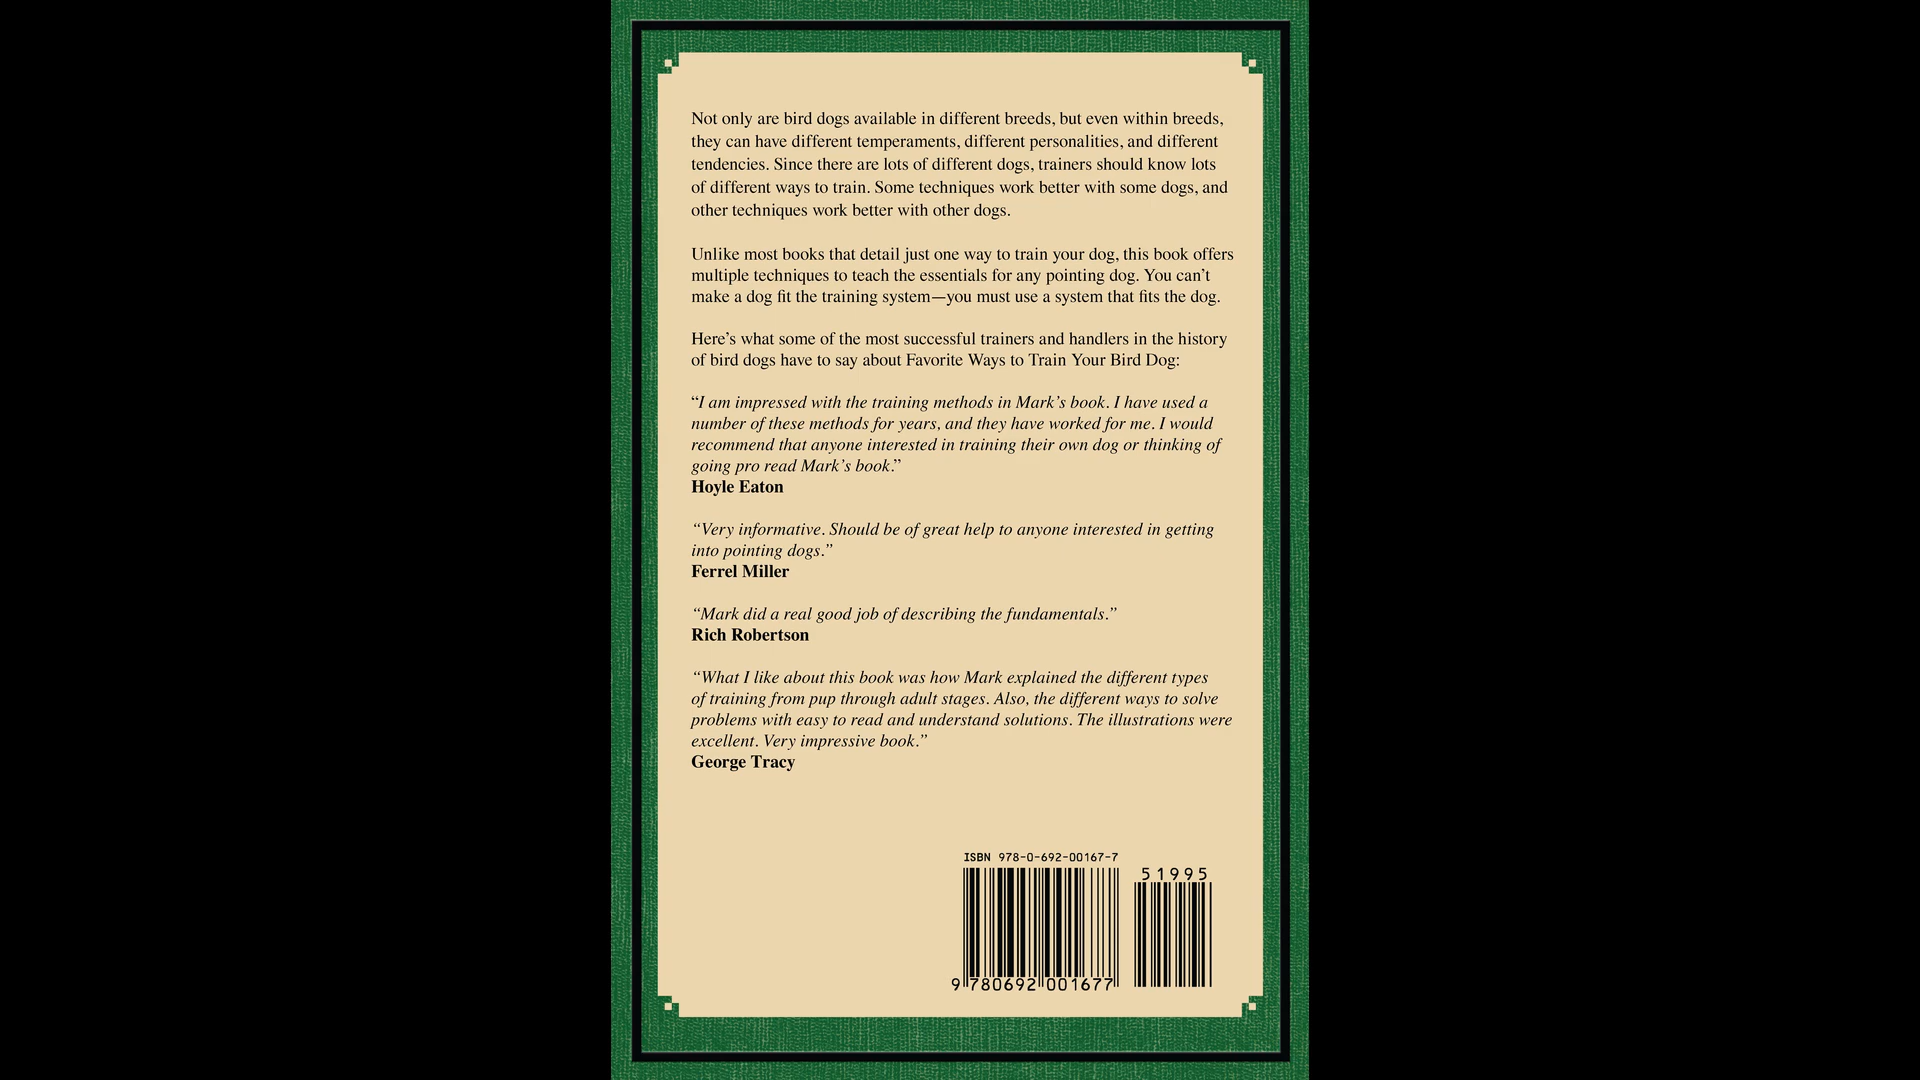 Not only are bird dogs available in different breeds, but even within breeds,
they can have different temperaments, different personalities, and different
tendencies. Since there are lots of different dogs, trainers should know lots
of different ways to train. Some techniques work better with some dogs, and
other techniques work better with other dogs.
Unlike most books that detail just one way to train your dog, this book offers
multiple techniques to teach the essentials for any pointing dog. You can’t
make a dog fit the training system—you must use a system that fits the dog.
Here’s what some of the most successful trainers and handlers in the history
of bird dogs have to say about Favorite Ways to Train Your Bird Dog:
“I am impressed with the training methods in Mark’s book. I have used a
number of these methods for years, and they have worked for me. I would
recommend that anyone interested in training their own dog or thinking of
going pro read Mark’s book.”
Hoyle Eaton
“Very informative. Should be of great help to anyone interested in getting
into pointing dogs.”
Ferrel Miller
“Mark did a real good job of describing the fundamentals.”
Rich Robertson
“What I like about this book was how Mark explained the different types
of training from pup through adult stages. Also, the different ways to solve
problems with easy to read and understand solutions. The illustrations were
excellent. Very impressive book.”
George Tracy
ISBN 978-0-692-00167-7
51995
9 780692 001677